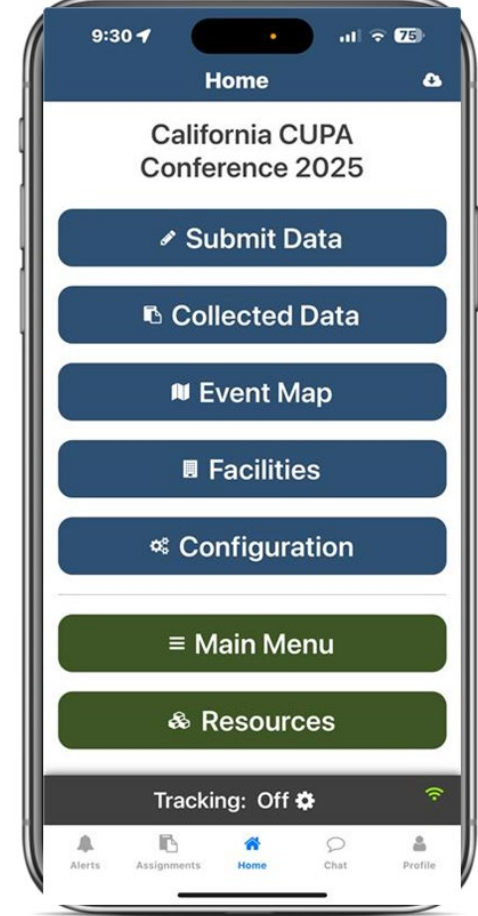 9:30
75
Home
California CUPA
Conference 2025
Submit Data
Collected Data
Event Map
Facilities
Configuration
Main Menu
Resources
Tracking: Off
Alerts Assignments Home Chat Profile